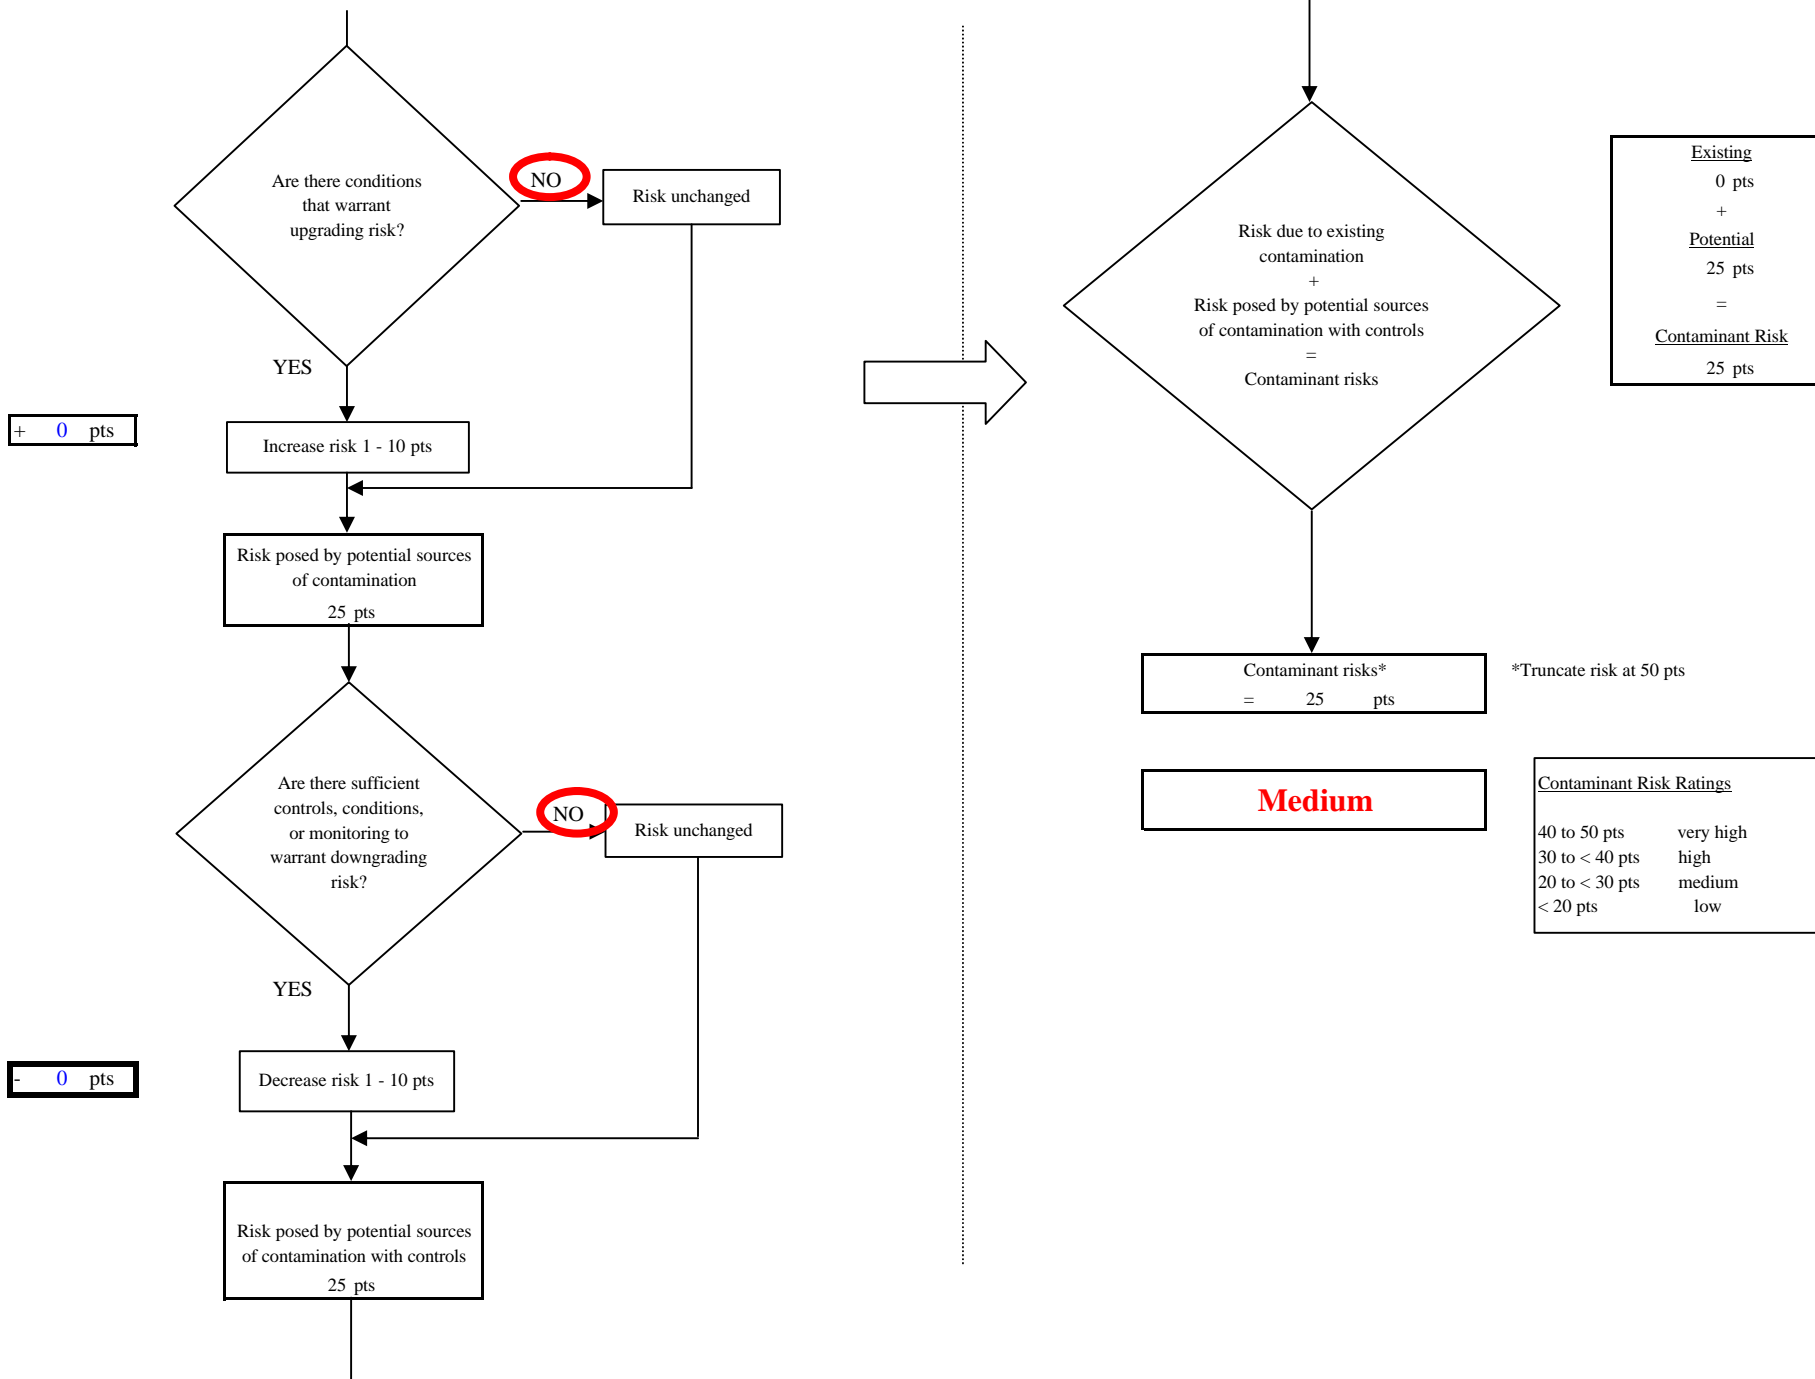 Are there conditions
that warrant
upgrading risk?
NO
Risk unchanged
YES
+ 0 pts
Increase risk 1 - 10 pts
Risk posed by potential sources
of contamination
25 pts
Are there sufficient
controls, conditions,
or monitoring to
warrant downgrading
risk?
NO
Risk unchanged
YES
- 0 pts
Decrease risk 1 - 10 pts
Risk posed by potential sources
of contamination with controls
25 pts
Risk due to existing
contamination
+
Risk posed by potential sources
of contamination with controls
=
Contaminant risks
Existing
0 pts
+
Potential
25 pts
=
Contaminant Risk
25 pts
Contaminant risks*
= 25 pts
*Truncate risk at 50 pts
Medium
Contaminant Risk Ratings
40 to 50 pts very high
30 to < 40 pts high
20 to < 30 pts medium
< 20 pts low